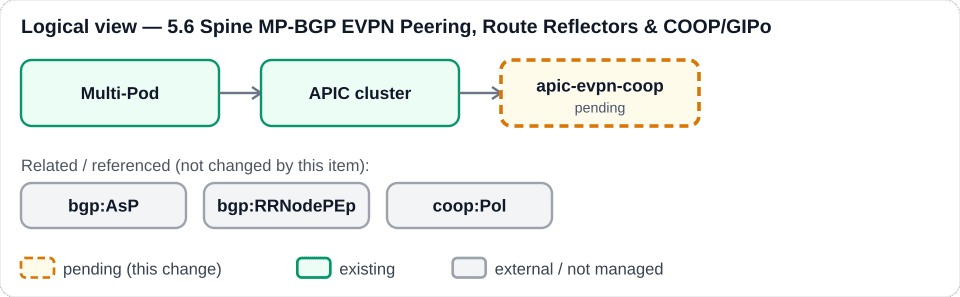 Logical view — 5.6 Spine MP-BGP EVPN Peering, Route Reflectors & COOP/GIPo
Multi-Pod
APIC cluster
apic-evpn-coop
pending
Related / referenced (not changed by this item):
bgp:AsP
bgp:RRNodePEp
coop:Pol
pending (this change)
existing
external / not managed